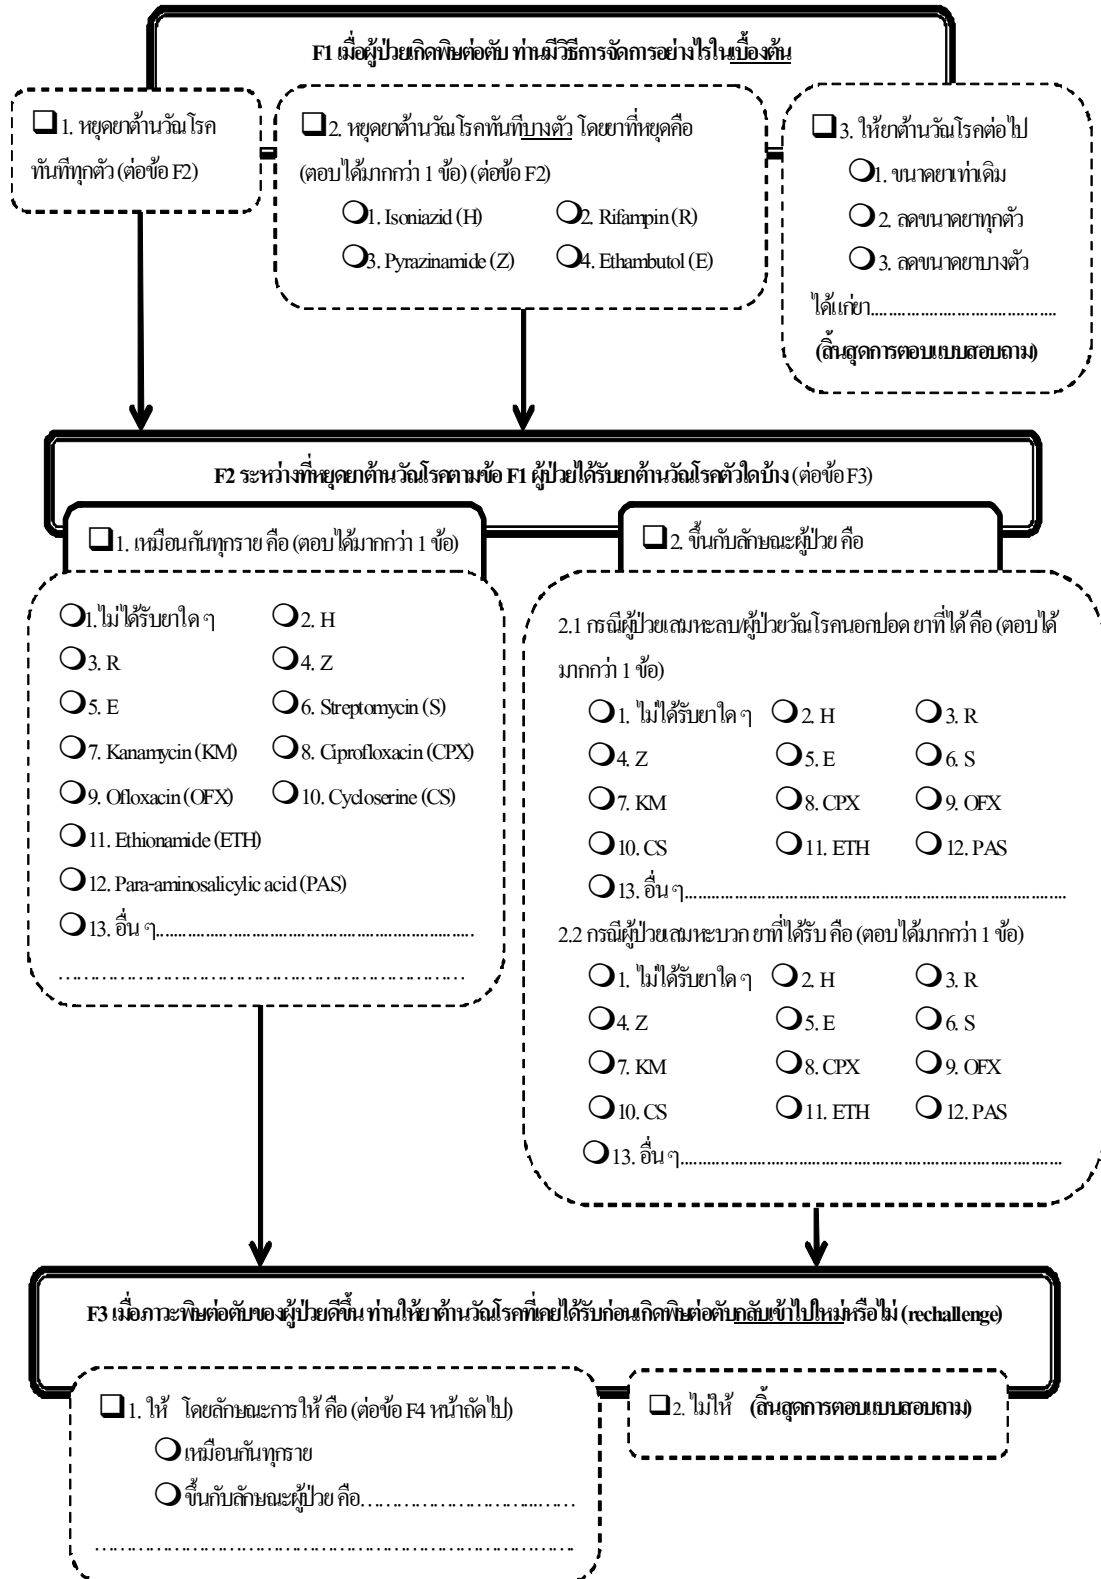 F1 เมื่อผู้ป่วยเกิดพิษต่อตับ ท่านมีวิธีการจัดการอย่างไรในเบื้องต้น
1. หยุดยาต้านวัณโรค
ทันทีทุกตัว (ต่อข้อ F2)
2. หยุดยาต้านวัณโรคทันทีบางตัว โดยยาที่หยุดคือ
(ตอบได้มากกว่า 1 ข้อ) (ต่อข้อ F2)
1. Isoniazid (H) 2. Rifampin (R)
3. Pyrazinamide (Z) 4. Ethambutol (E)
3. ให้ยาต้านวัณโรคต่อไป
1. ขนาดยาเท่าเดิม
2. ลดขนาดยาทุกตัว
3. ลดขนาดยาบางตัว
ได้แก่ยา..........................................
(สิ้นสุดการตอบแบบสอบถาม)
F2 ระหว่างที่หยุดยาต้านวัณโรคตามข้อ F1 ผู้ป่วยได้รับยาต้านวัณโรคตัวใดบ้าง (ต่อข้อ F3)
1. เหมือนกันทุกราย คือ (ตอบได้มากกว่า 1 ข้อ)
1. ไม่ได้รับยาใด ๆ 2. H
3. R 4. Z
5. E 6. Streptomycin (S)
7. Kanamycin (KM) 8. Ciprofloxacin (CPX)
9. Ofloxacin (OFX) 10. Cycloserine (CS)
11. Ethionamide (ETH)
12. Para-aminosalicylic acid (PAS)
13. อื่น ๆ.................................................................
………………………………………………………………
2. ขึ้นกับลักษณะผู้ป่วย คือ
2.1 กรณีผู้ป่วยเสมหะลบ/ผู้ป่วยวัณโรคนอกปอด ยาที่ได้ คือ (ตอบได้
มากกว่า 1 ข้อ)
1. ไม่ได้รับยาใด ๆ 2. H 3. R
4. Z 5. E 6. S
7. KM 8. CPX 9. OFX
10. CS 11. ETH 12. PAS
13. อื่น ๆ..............................................................................
2.2 กรณีผู้ป่วยเสมหะบวก ยาที่ได้รับ คือ (ตอบได้มากกว่า 1 ข้อ)
1. ไม่ได้รับยาใด ๆ 2. H 3. R
4. Z 5. E 6. S
7. KM 8. CPX 9. OFX
10. CS 11. ETH 12. PAS
13. อื่น ๆ..............................................................................
F3 เมื่อภาวะพิษต่อตับของผู้ป่วยดีขึ้น ท่านให้ยาต้านวัณโรคที่เคยได้รับก่อนเกิดพิษต่อตับกลับเข้าไปใหม่หรือไม่ (rechallenge)
1. ให้ โดยลักษณะการให้ คือ (ต่อข้อ F4 หน้าถัดไป)
เหมือนกันทุกราย
ขึ้นกับลักษณะผู้ป่วย คือ……………………………………
…………………………………………………………………………….
2. ไม่ให้ (สิ้นสุดการตอบแบบสอบถาม)